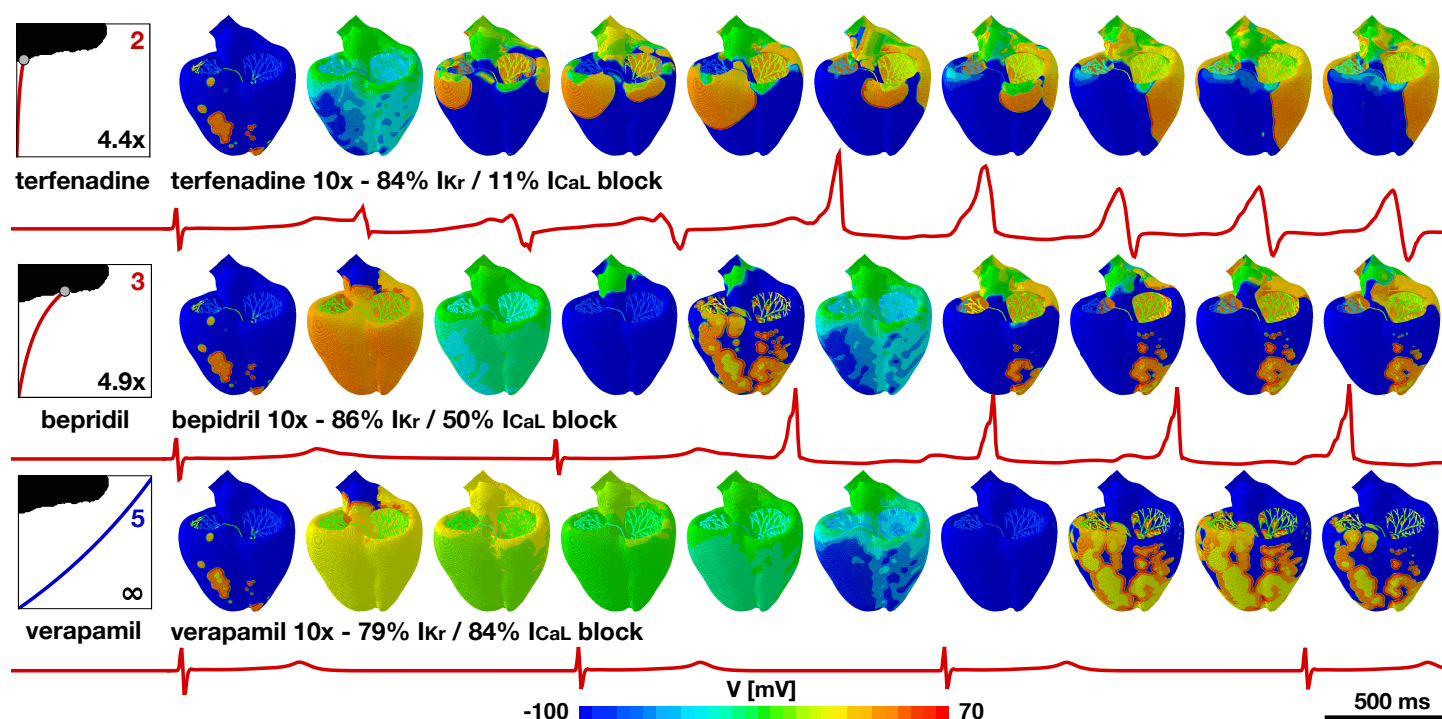 2
4.4x
terfenadine
terfenadine 10x - 84% IKr / 11% ICaL block
3
4.9x
bepridil
bepidril 10x - 86% IKr / 50% ICaL block
5
∞
verapamil
verapamil 10x - 79% IKr / 84% ICaL block
V [mV]
-100 70
500 ms